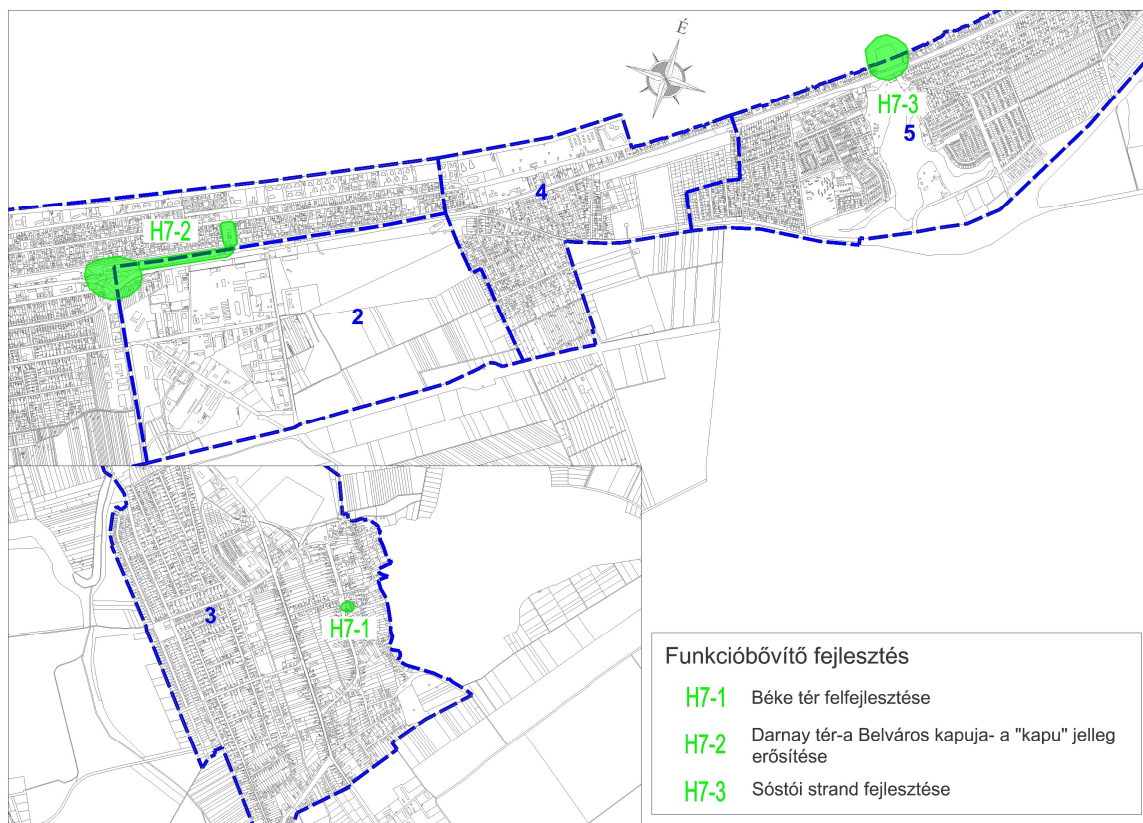 É
H7-3
5
4
H7-2
2
3
H7-1
Funkcióbővítő fejlesztés
H7-1 Béke tér felfejlesztése
H7-2 Darnay tér-a Belváros kapuja- a "kapu" jelleg
erősítése
H7-3 Sóstói strand fejlesztése